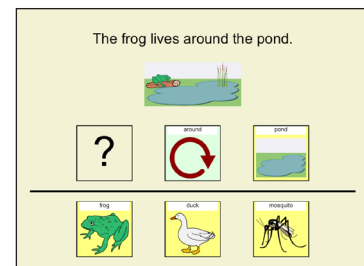 The frog lives around the pond.
?
around
pond
frog
duck
mosquito